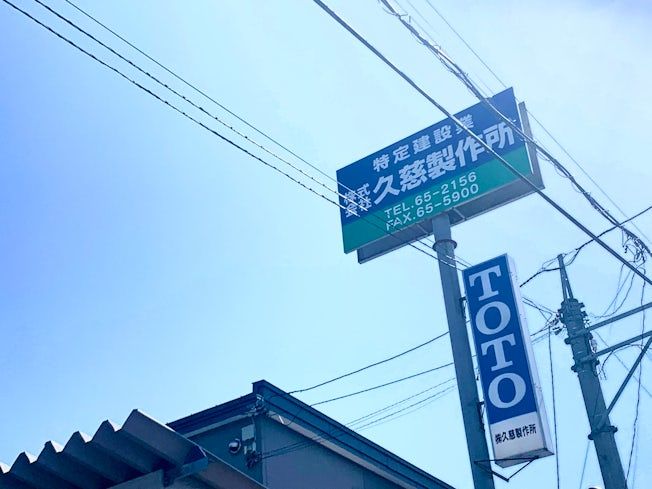 特定建設業
株式会社 久慈製作所
TEL.65-2156
FAX.65-5900
TOTO
㈱久慈製作所